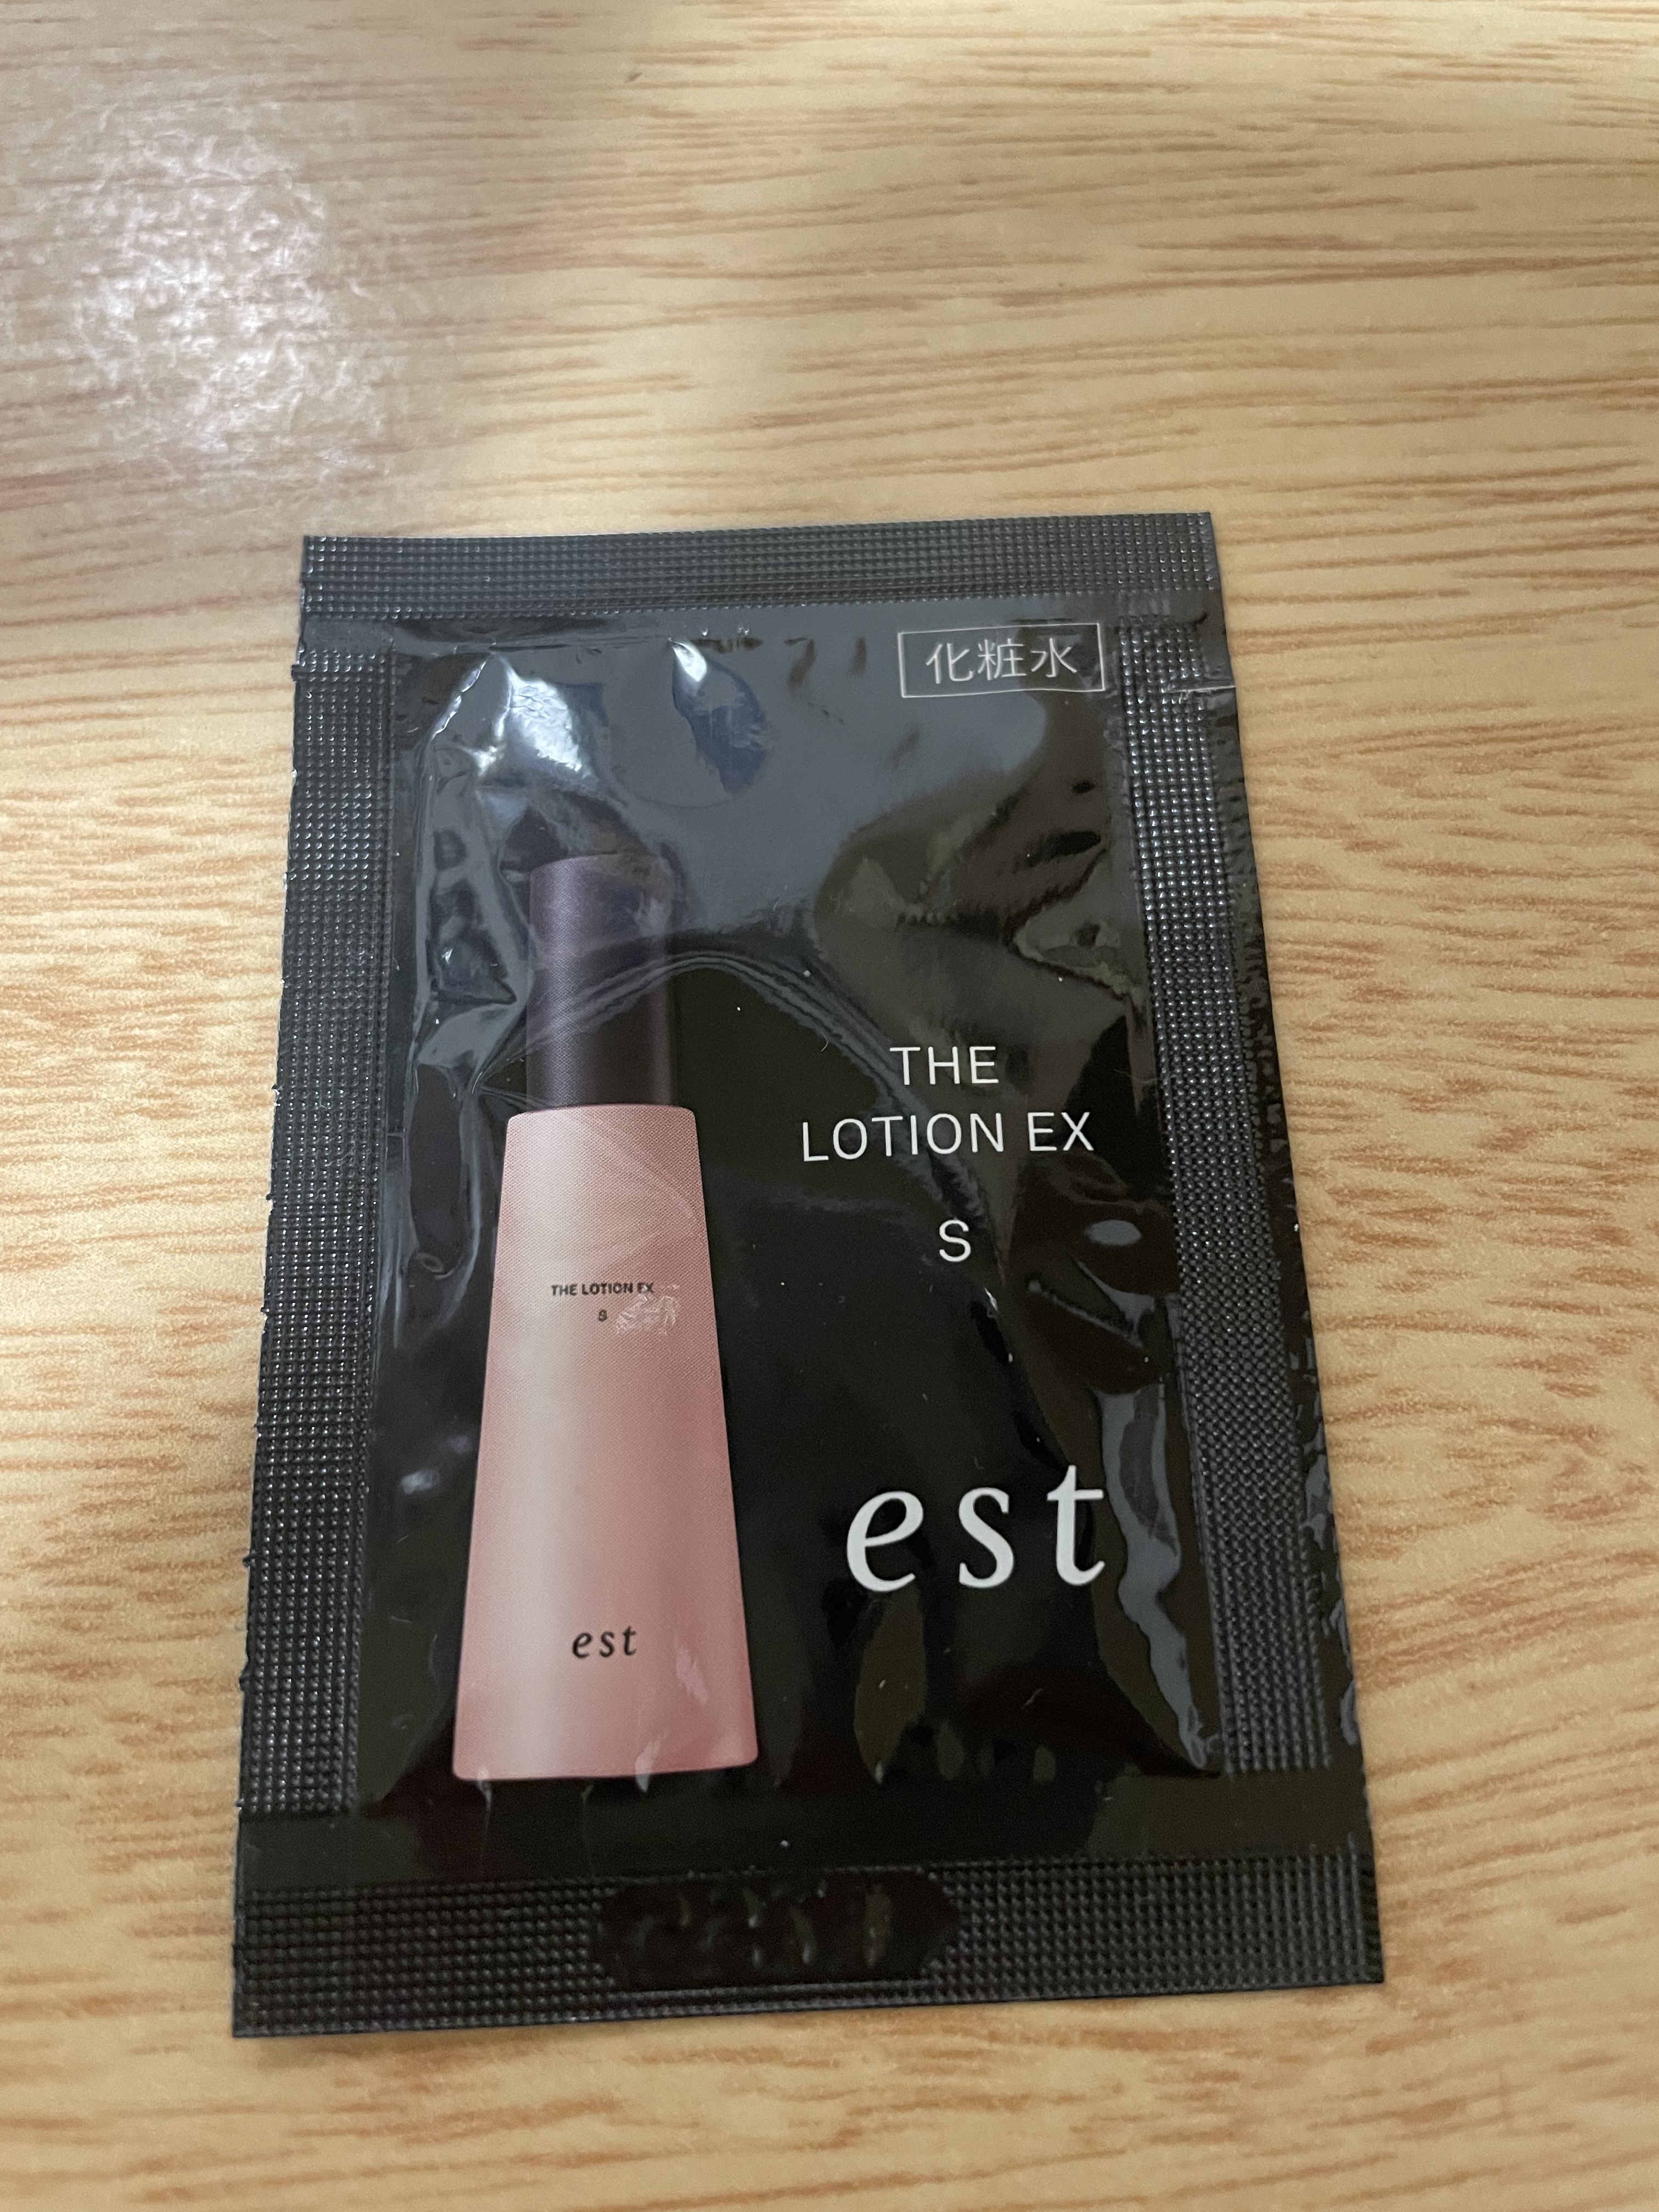 化粧水
THE
LOTION EX
S
est
THE LOTION EX
S
est